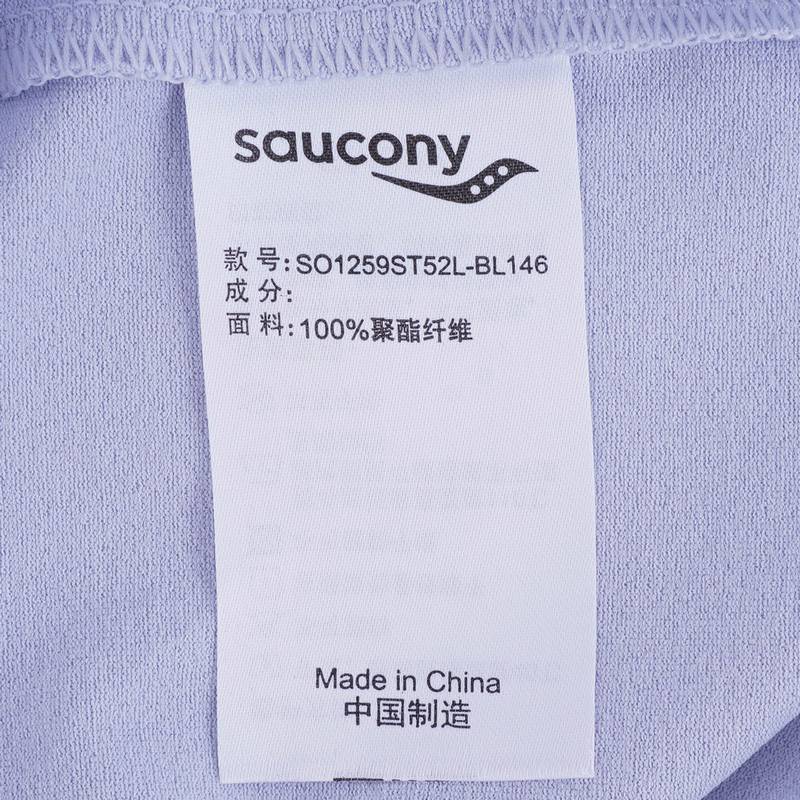 saucony
款 号: SO1259ST52L-BL146
成 分:
面 料: 100%聚酯纤维
Made in China
中国制造